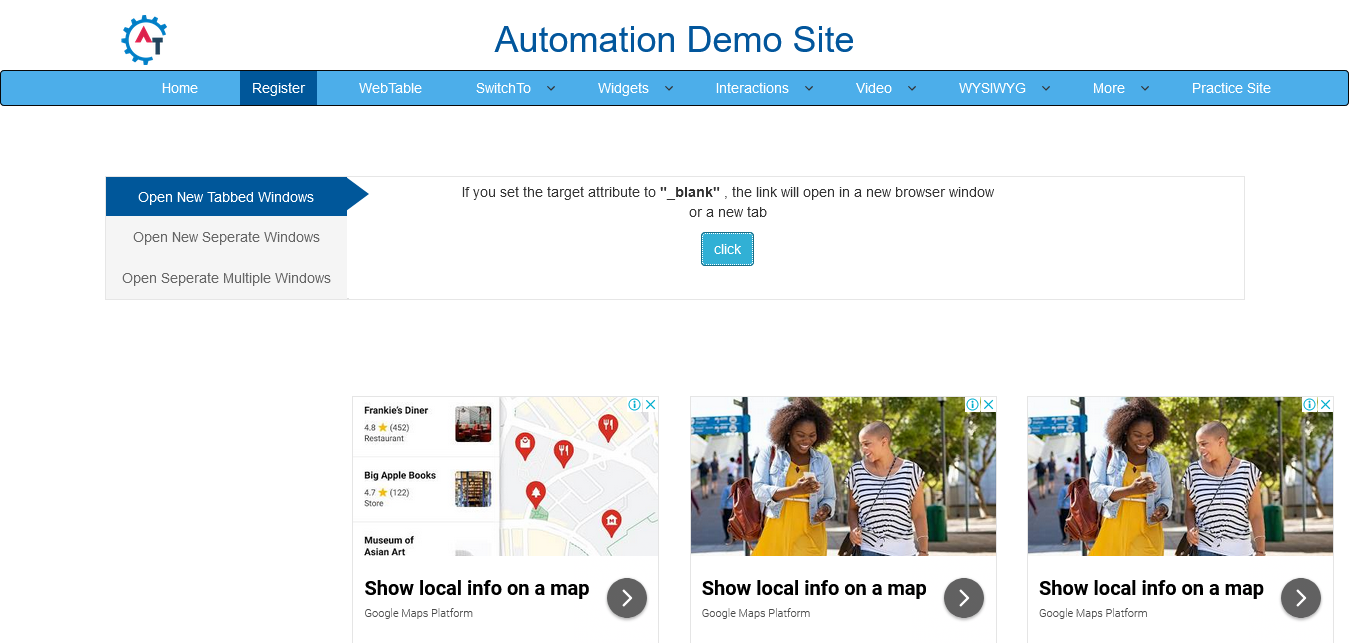 AT
Automation Demo Site
Home Register WebTable SwitchTo Widgets Interactions Video WYSIWYG More Practice Site
Open New Tabbed Windows
Open New Seperate Windows
Open Seperate Multiple Windows
If you set the target attribute to "_blank" , the link will open in a new browser window
or a new tab
click
Frankie's Diner
4.8 ★ (452)
Restaurant
Big Apple Books
4.7 ★ (122)
Store
Museum of
Asian Art
Show local info on a map
Google Maps Platform
Show local info on a map
Google Maps Platform
Show local info on a map
Google Maps Platform